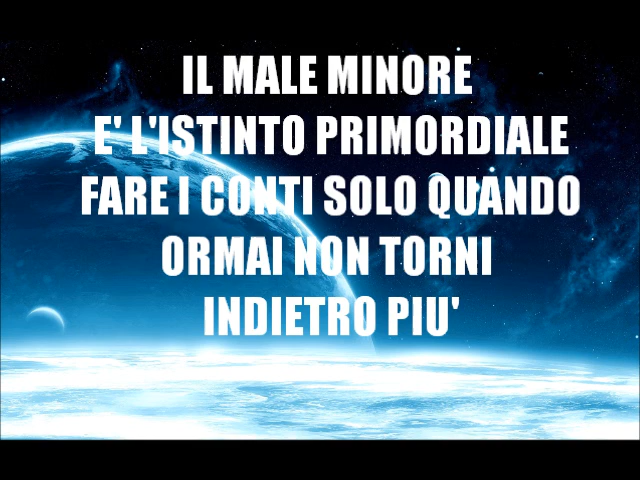 IL MALE MINORE
E' L'ISTINTO PRIMORDIALE
FARE I CONTI SOLO QUANDO
ORMAI NON TORNI
INDIETRO PIU'